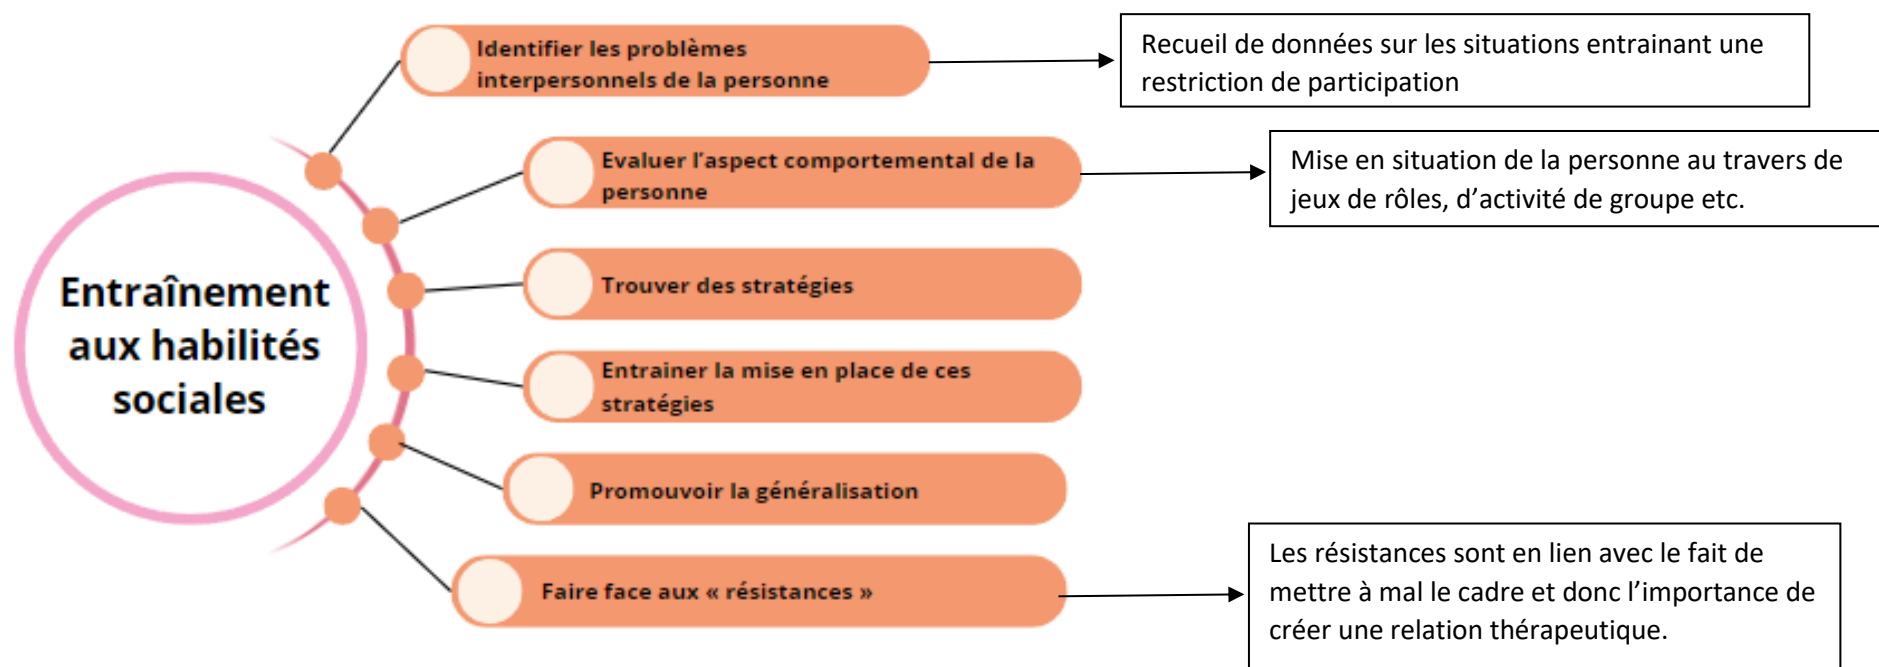 Entraînement
aux habilités
sociales
Identifier les problèmes
interpersonnels de la personne
Recueil de données sur les situations entrainant une
restriction de participation
Evaluer l'aspect comportemental de la
personne
Mise en situation de la personne au travers de
jeux de rôles, d'activité de groupe etc.
Trouver des stratégies
Entrainer la mise en place de ces
stratégies
Promouvoir la généralisation
Faire face aux « résistances »
Les résistances sont en lien avec le fait de
mettre à mal le cadre et donc l'importance de
créer une relation thérapeutique.